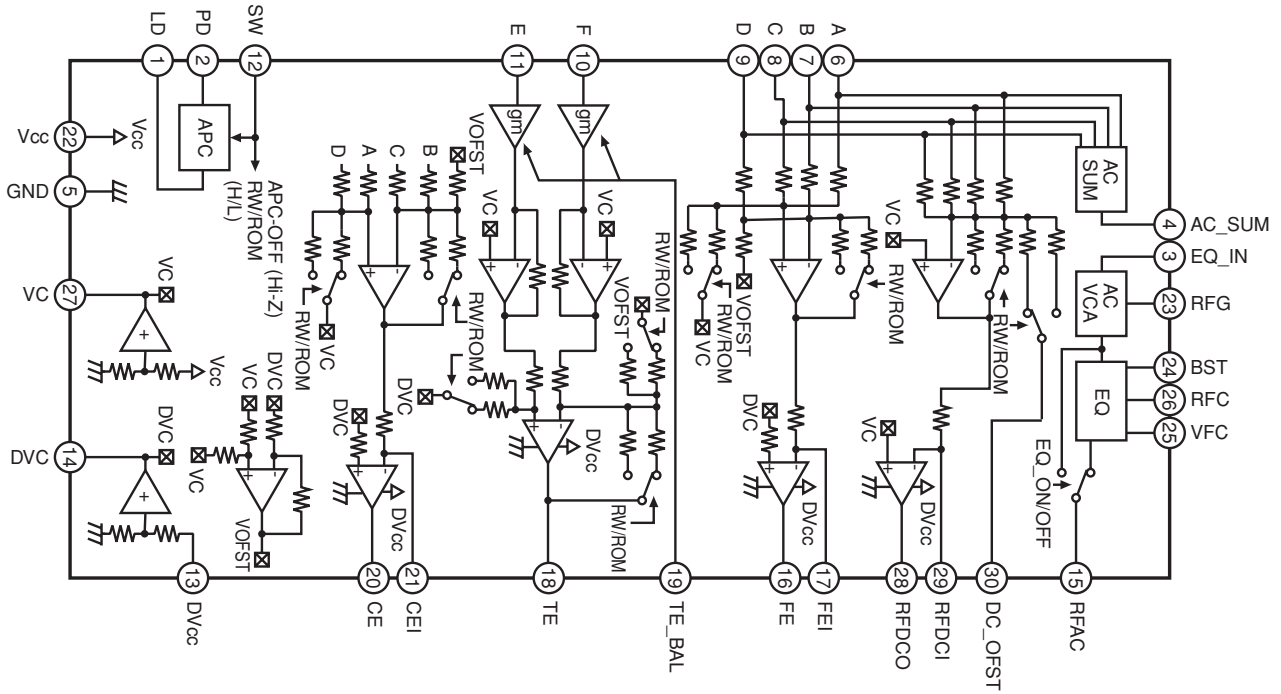 LD
PD
SW
E
F
D
C
B
A
1
2
12
11
10
9
8
7
6
APC
APC-OFF (Hi-Z)
RW/ROM
(H/L)
gm
gm
AC
SUM
4
AC_SUM
3
EQ_IN
AC
VCA
23
RFG
24
BST
EQ
26
RFC
25
VFC
EQ_ON/OFF
Vcc
22
Vcc
GND
5
VC
27
VC
+
Vcc
DVC
14
DVC
+
VC
DVC
VC
+
-
VOFST
D
A
C
B
VOFST
+
-
RW/ROM
VC
RW/ROM
DVC
+
-
DVcc
VC
+
-
VC
+
-
RW/ROM
VOFST
DVC
+
-
DVcc
RW/ROM
VOFST
VC
RW/ROM
+
-
RW/ROM
DVC
+
-
DVcc
VC
+
-
RW/ROM
VC
+
-
DVcc
13
20
21
18
19
16
17
28
29
30
15
DVcc
CE
CEI
TE
TE_BAL
FE
FEI
RFDCO
RFDCI
DC_OFST
RFAC